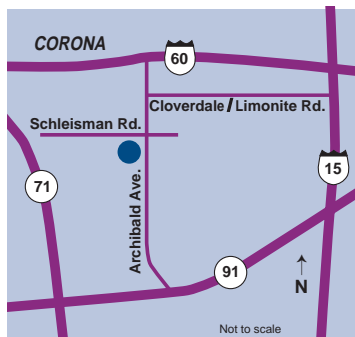 CORONA
60
Cloverdale / Limonite Rd.
Schleisman Rd.
Archibald Ave.
71
15
91
N
Not to scale